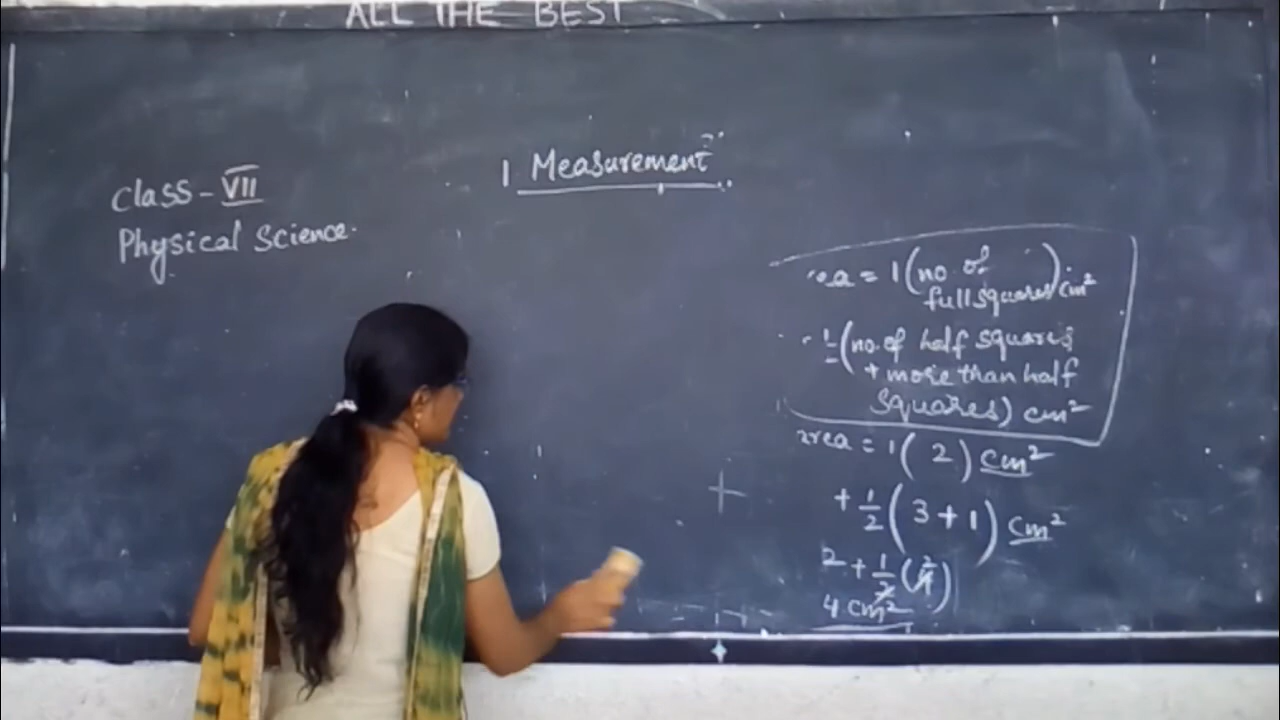 ALL THE BEST
1 Measurement
Class - VII
Physical Science.
= 1 (no. of
full squares) cm²
½ (no. of half squares
+ more than half
squares) cm²
area = 1 ( 2 ) cm²
+ ½ ( 3 + 1 ) cm²
2 + ½ (4)
4 cm²